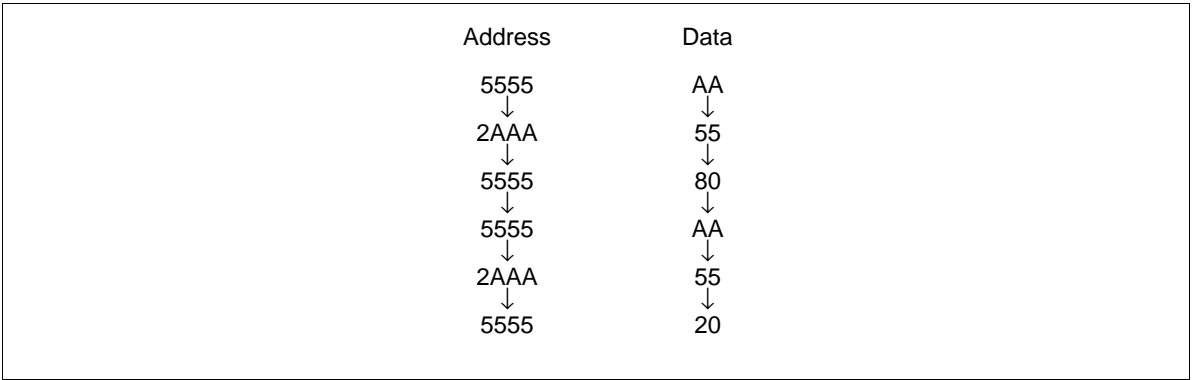 Address Data
5555 AA
↓ ↓
2AAA 55
↓ ↓
5555 80
↓ ↓
5555 AA
↓ ↓
2AAA 55
↓ ↓
5555 20